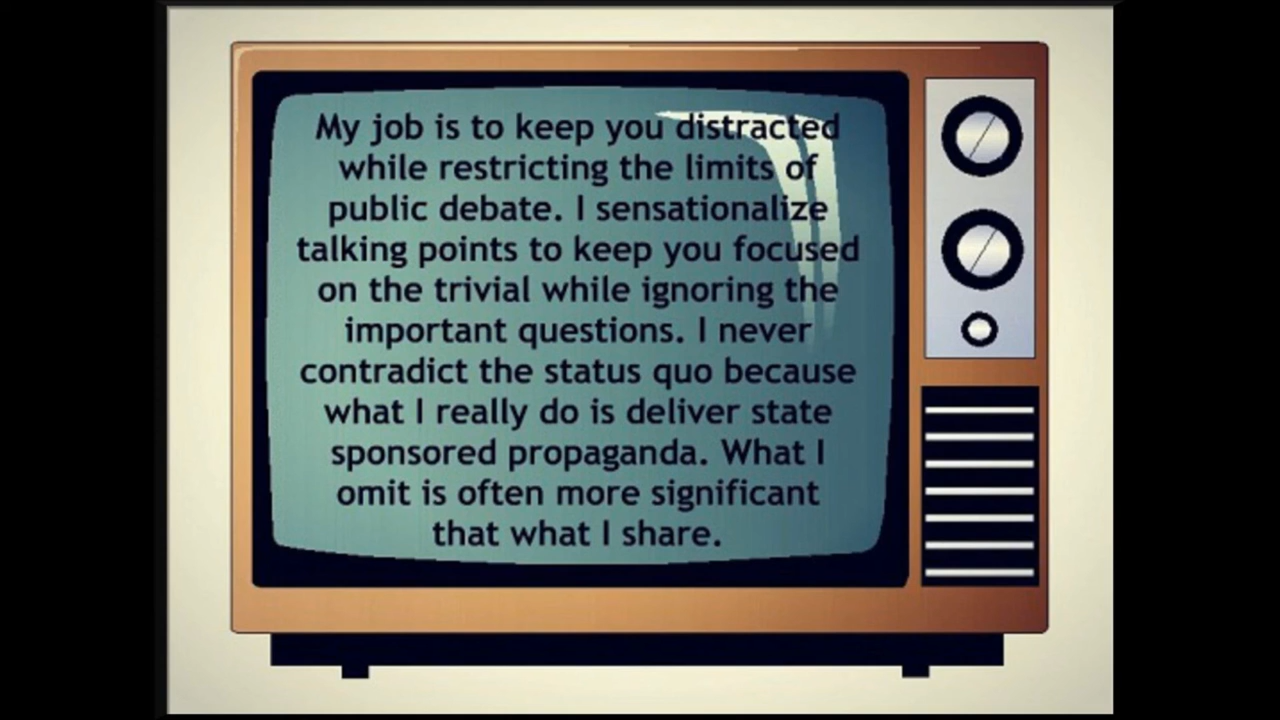 My job is to keep you distracted
while restricting the limits of
public debate. I sensationalize
talking points to keep you focused
on the trivial while ignoring the
important questions. I never
contradict the status quo because
what I really do is deliver state
sponsored propaganda. What I
omit is often more significant
that what I share.